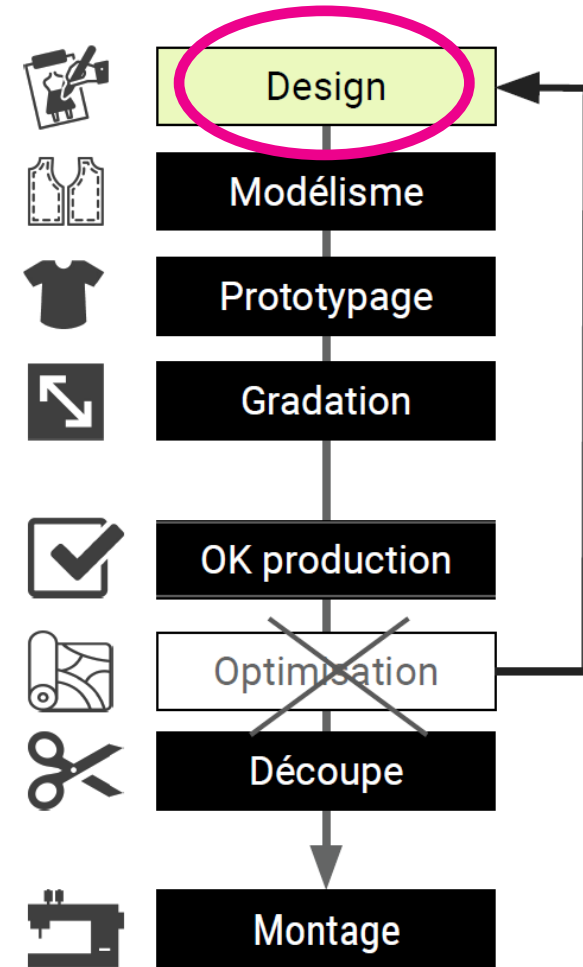 Design
Modélisme
Prototypage
Gradation
OK production
Optimisation
Découpe
Montage